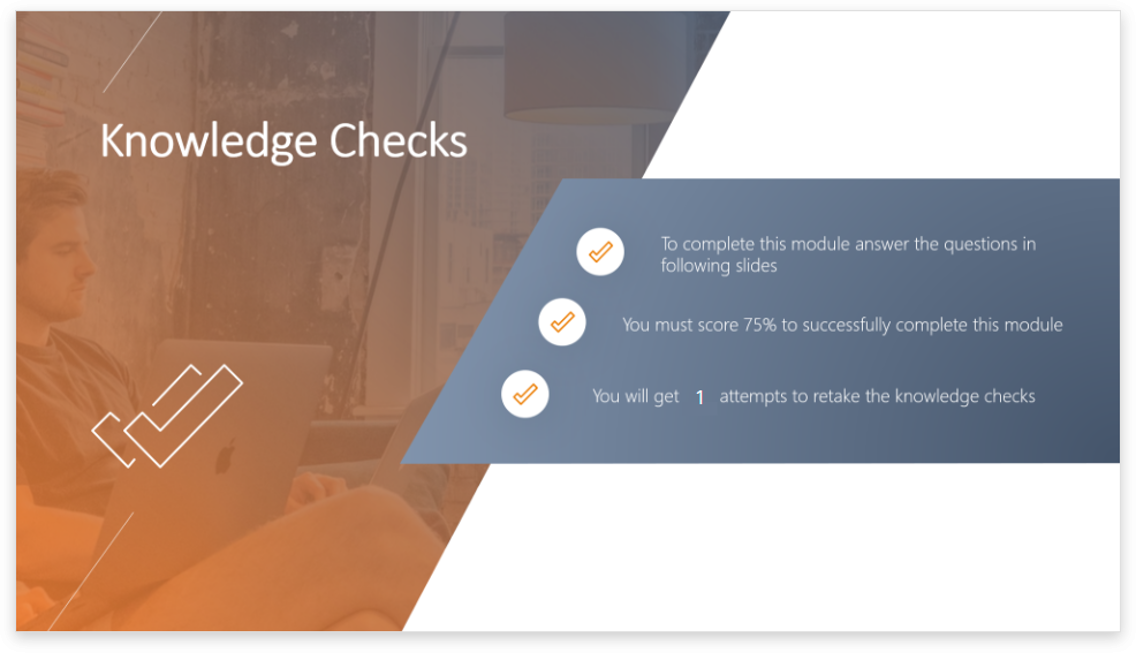 Knowledge Checks
To complete this module answer the questions in
following slides
You must score 75% to successfully complete this module
You will get 1 attempts to retake the knowledge checks